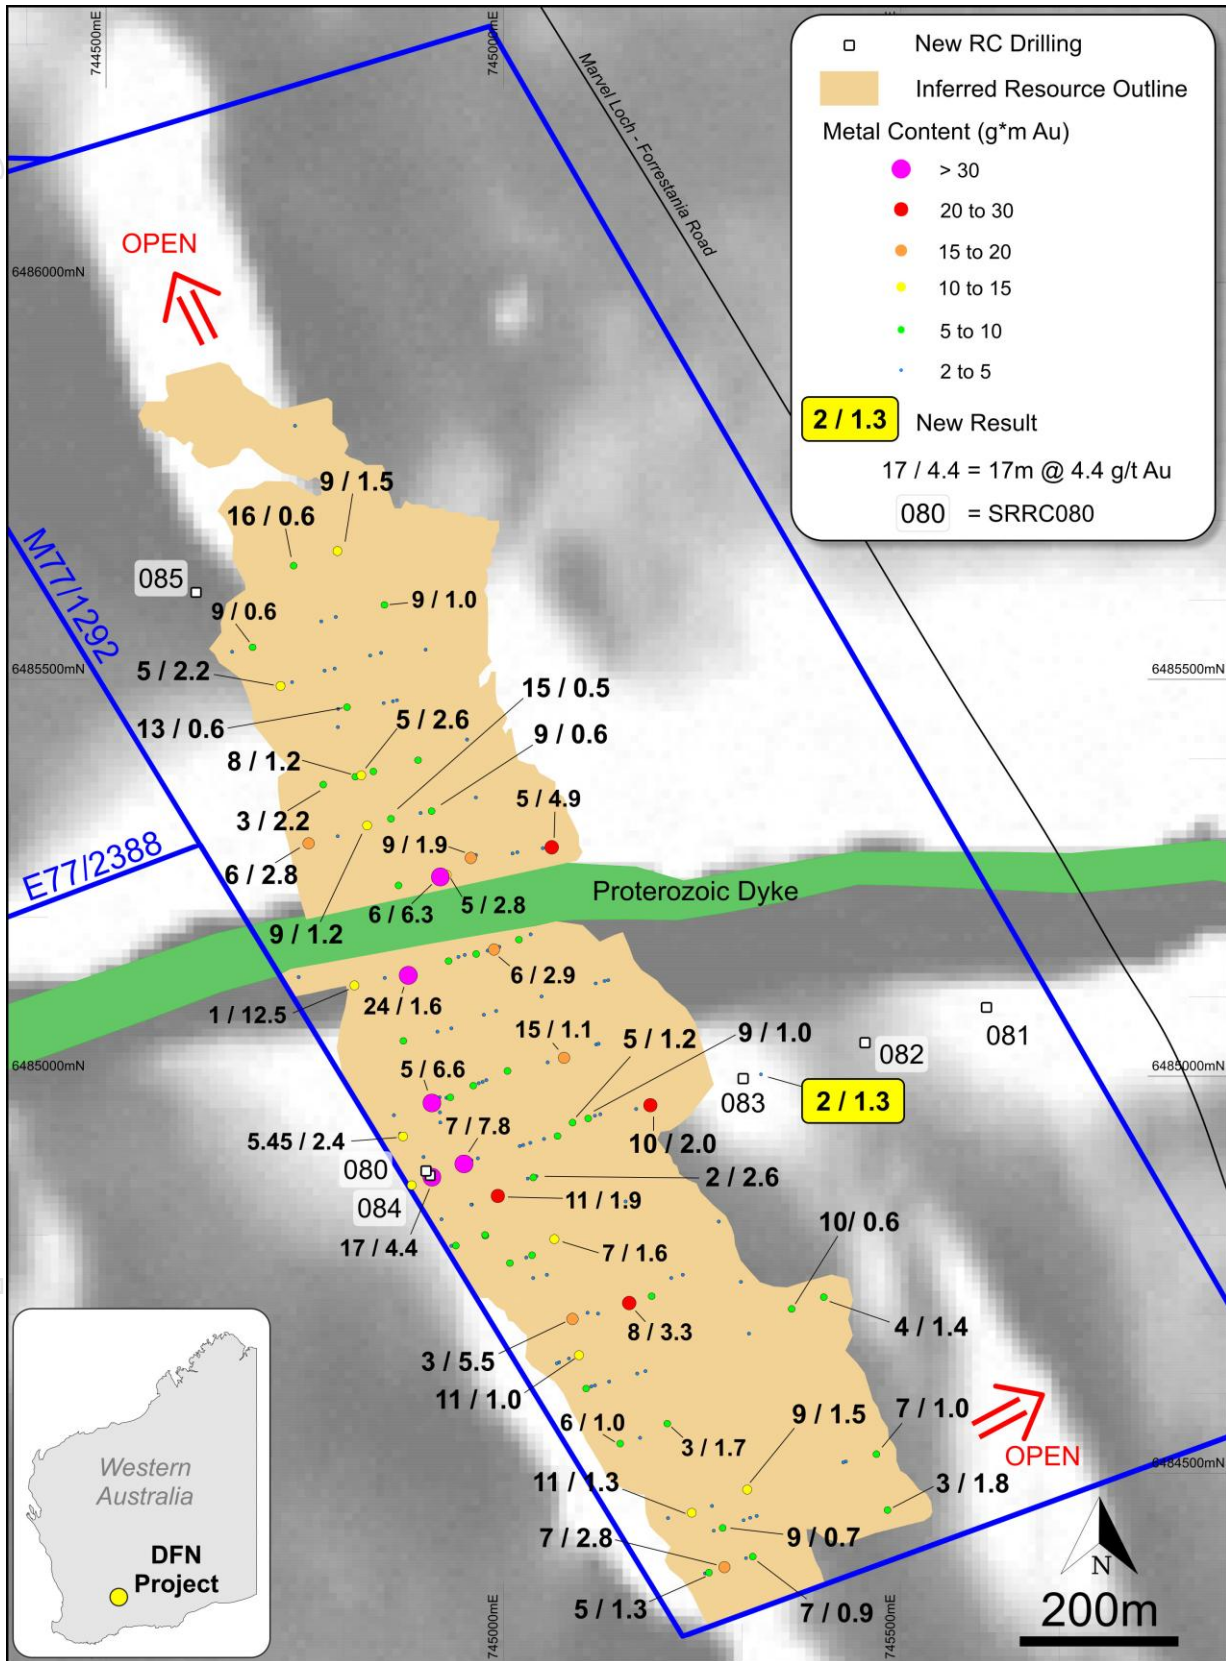 744500mE
745000mE
New RC Drilling
Inferred Resource Outline
Metal Content (g*m Au)
> 30
20 to 30
15 to 20
10 to 15
5 to 10
2 to 5
2 / 1.3
New Result
17 / 4.4 = 17m @ 4.4 g/t Au
080 = SRRC080
Marvel Loch - Forrestania Road
OPEN
6486000mN
9 / 1.5
16 / 0.6
085
9 / 0.6
9 / 1.0
M77/1292
6485500mN
6485500mN
5 / 2.2
15 / 0.5
13 / 0.6
5 / 2.6
9 / 0.6
8 / 1.2
5 / 4.9
3 / 2.2
9 / 1.9
E77/2388
6 / 2.8
Proterozoic Dyke
6 / 6.3
5 / 2.8
9 / 1.2
6 / 2.9
1 / 12.5
24 / 1.6
081
15 / 1.1
5 / 1.2
9 / 1.0
082
6485000mN
6485000mN
5 / 6.6
083
2 / 1.3
7 / 7.8
5.45 / 2.4
10 / 2.0
080
2 / 2.6
084
11 / 1.9
10/ 0.6
17 / 4.4
7 / 1.6
4 / 1.4
8 / 3.3
3 / 5.5
11 / 1.0
9 / 1.5
7 / 1.0
6 / 1.0
3 / 1.7
OPEN
6484500mN
11 / 1.3
3 / 1.8
7 / 2.8
9 / 0.7
5 / 1.3
7 / 0.9
Western
Australia
DFN
Project
N
200m
745000mE
745500mE